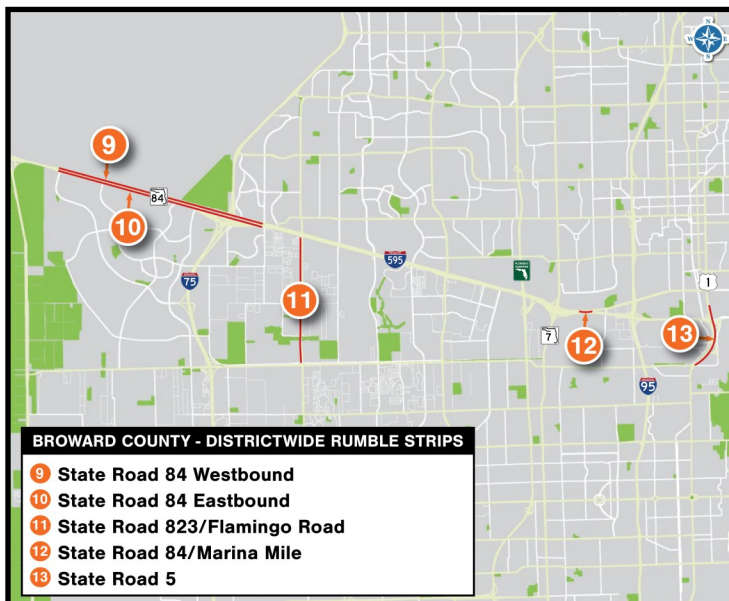 N
W E
S
9
84
10
75
11
595
FLORIDA
TURNPIKE
1
7
12
13
95
BROWARD COUNTY - DISTRICTWIDE RUMBLE STRIPS
9 State Road 84 Westbound
10 State Road 84 Eastbound
11 State Road 823/Flamingo Road
12 State Road 84/Marina Mile
13 State Road 5